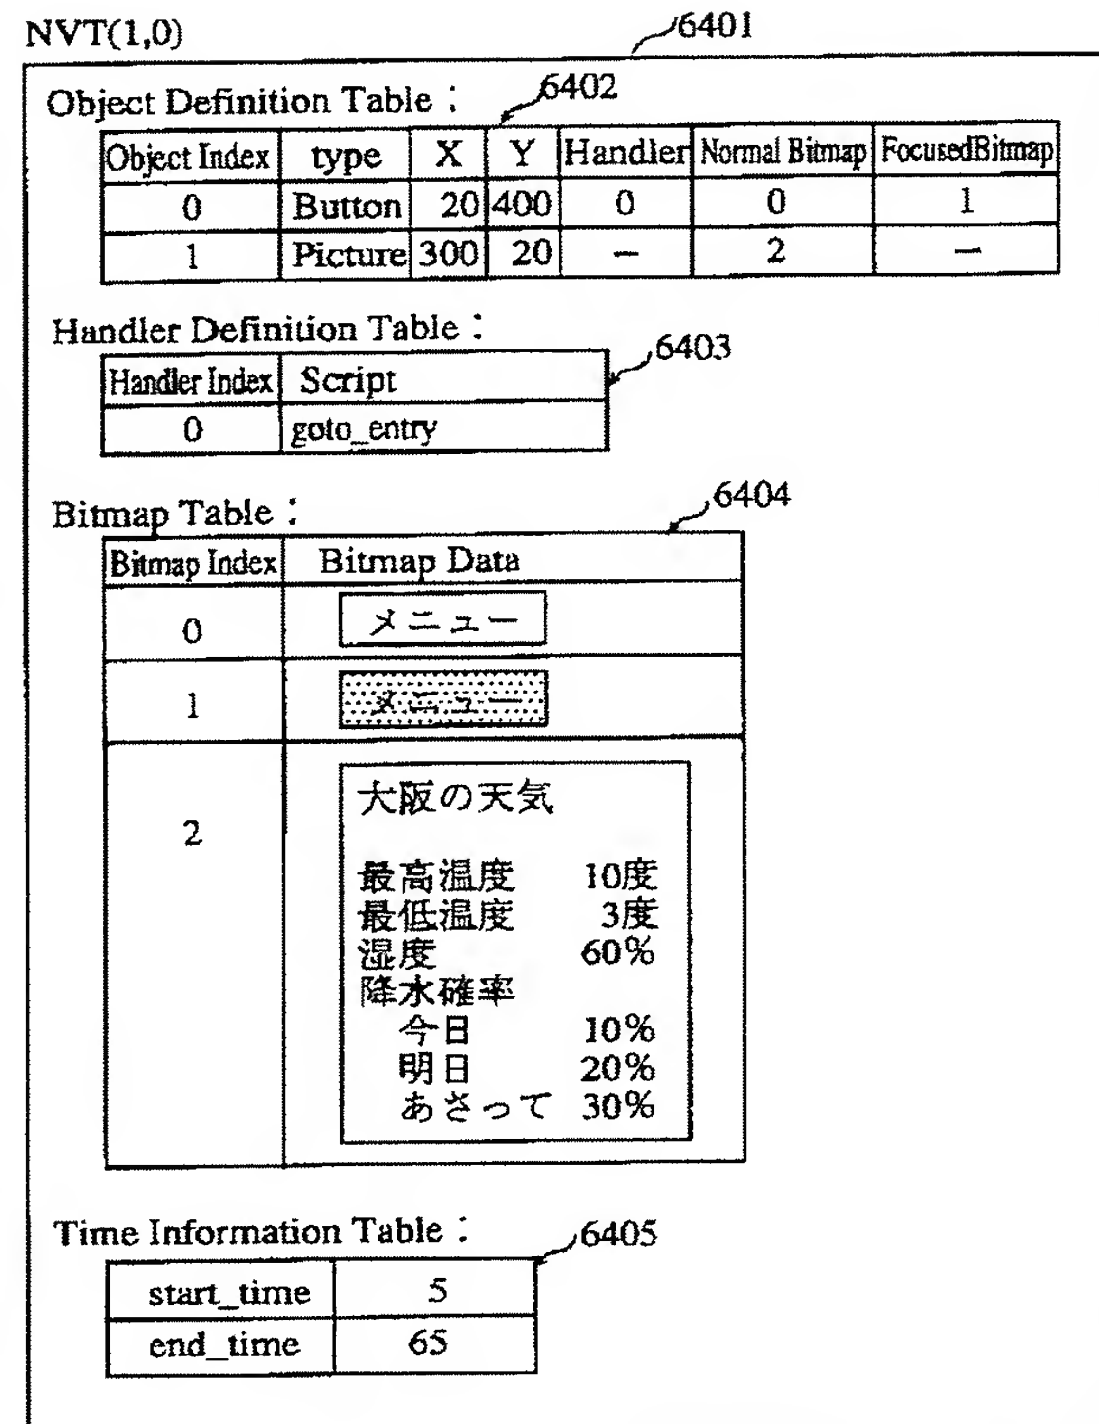 NVT(1,0)
6401
Object Definition Table :
6402
Object Index type X Y Handler Normal Bitmap FocusedBitmap
0 Button 20 400 0 0 1
1 Picture 300 20 − 2 −
Handler Definition Table :
6403
Handler Index Script
0 goto_entry
Bitmap Table :
6404
Bitmap Index Bitmap Data
0 メニュー
1 メニュー
2
大阪の天気
最高温度 10度
最低温度 3度
湿度 60%
降水確率
今日 10%
明日 20%
あさって 30%
Time Information Table :
6405
start_time 5
end_time 65